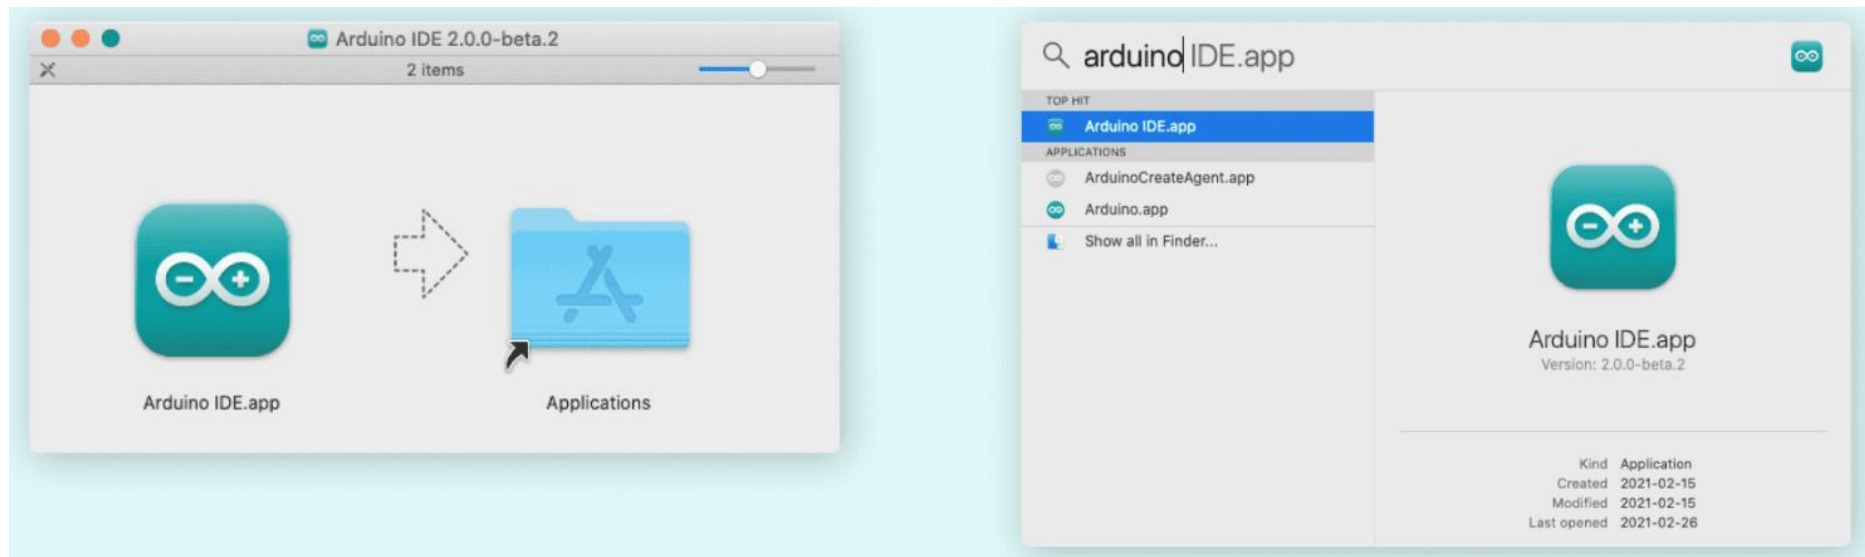 Arduino IDE 2.0.0-beta.2
2 items
Arduino IDE.app
Applications
arduino IDE.app
TOP HIT
Arduino IDE.app
APPLICATIONS
ArduinoCreateAgent.app
Arduino.app
Show all in Finder...
Arduino IDE.app
Version: 2.0.0-beta.2
Kind Application
Created 2021-02-15
Modified 2021-02-15
Last opened 2021-02-26